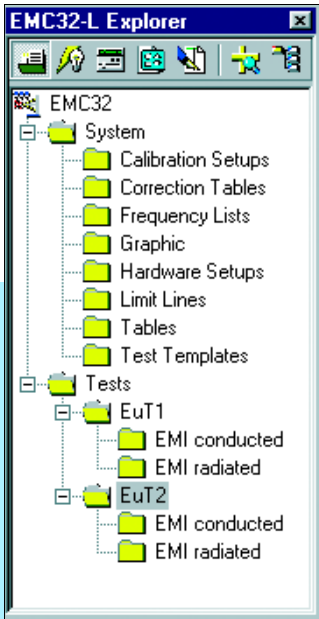 EMC32-L Explorer
EMC32
System
Calibration Setups
Correction Tables
Frequency Lists
Graphic
Hardware Setups
Limit Lines
Tables
Test Templates
Tests
EuT1
EMI conducted
EMI radiated
EuT2
EMI conducted
EMI radiated